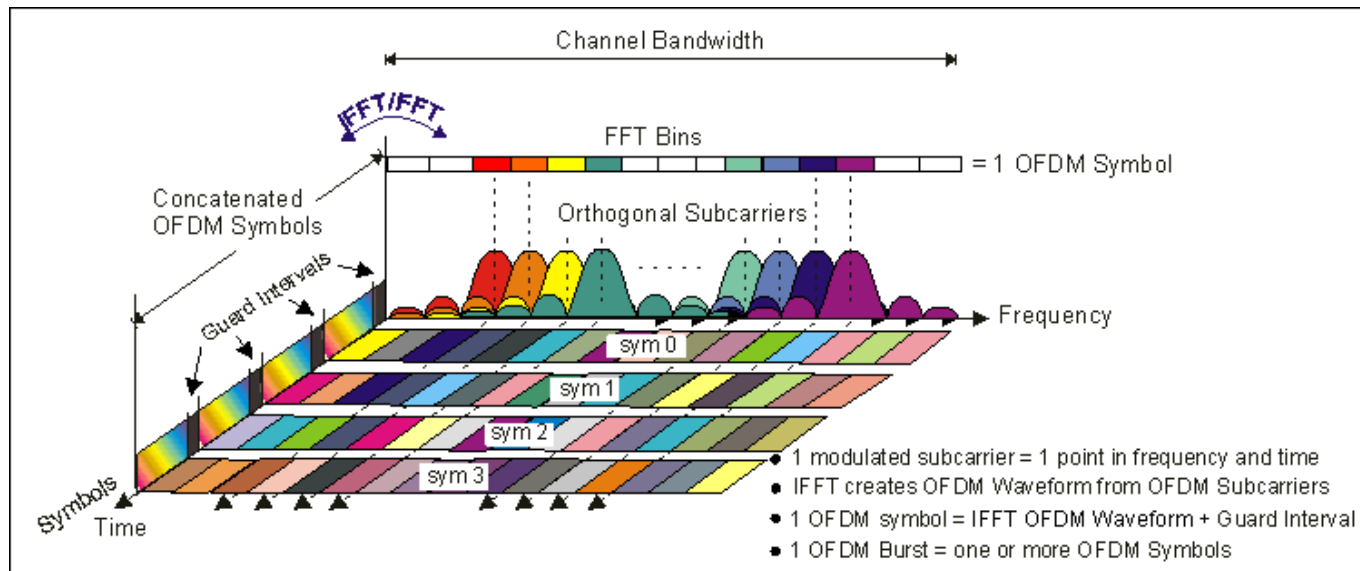 Channel Bandwidth
IFFT/FFT
FFT Bins
= 1 OFDM Symbol
Concatenated
OFDM Symbols
Orthogonal Subcarriers
Guard Intervals
Frequency
sym 0
sym 1
sym 2
sym 3
Symbols
Time
● 1 modulated subcarrier = 1 point in frequency and time
● IFFT creates OFDM Waveform from OFDM Subcarriers
● 1 OFDM symbol = IFFT OFDM Waveform + Guard Interval
● 1 OFDM Burst = one or more OFDM Symbols